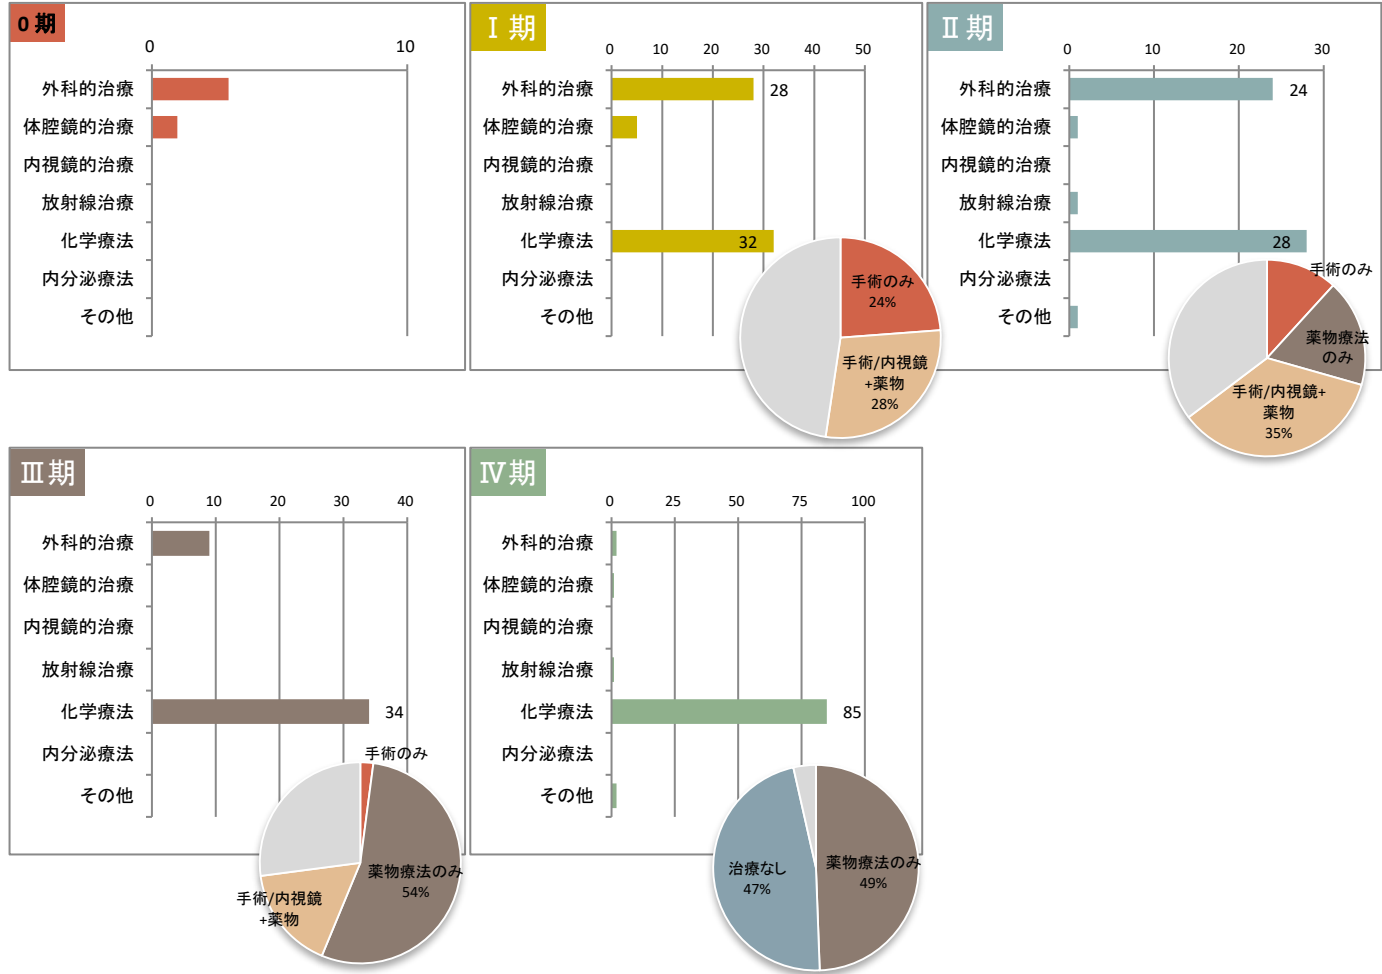 0 期
0 10
外科的治療
体腔鏡的治療
内視鏡的治療
放射線治療
化学療法
内分泌療法
その他
Ⅰ 期
0 10 20 30 40 50
外科的治療 28
体腔鏡的治療
内視鏡的治療
放射線治療
化学療法 32
内分泌療法
その他
手術のみ
24%
手術/内視鏡
+薬物
28%
Ⅱ 期
0 10 20 30
外科的治療 24
体腔鏡的治療
内視鏡的治療
放射線治療
化学療法 28
内分泌療法
その他
手術のみ
薬物療法
のみ
手術/内視鏡+
薬物
35%
Ⅲ 期
0 10 20 30 40
外科的治療
体腔鏡的治療
内視鏡的治療
放射線治療
化学療法 34
内分泌療法
その他
手術のみ
薬物療法のみ
54%
手術/内視鏡
+薬物
Ⅳ 期
0 25 50 75 100
外科的治療
体腔鏡的治療
内視鏡的治療
放射線治療
化学療法 85
内分泌療法
その他
治療なし
47%
薬物療法のみ
49%